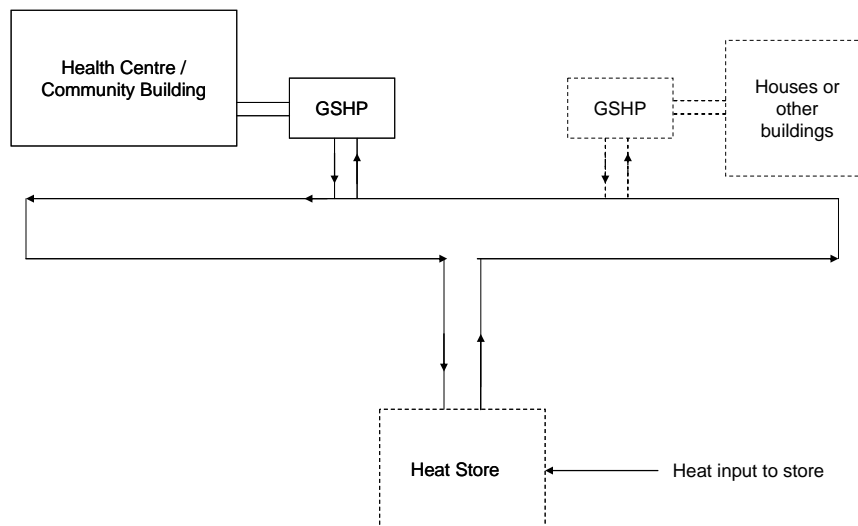 Health Centre /
Community Building
GSHP
GSHP
Houses or
other
buildings
Heat Store
Heat input to store